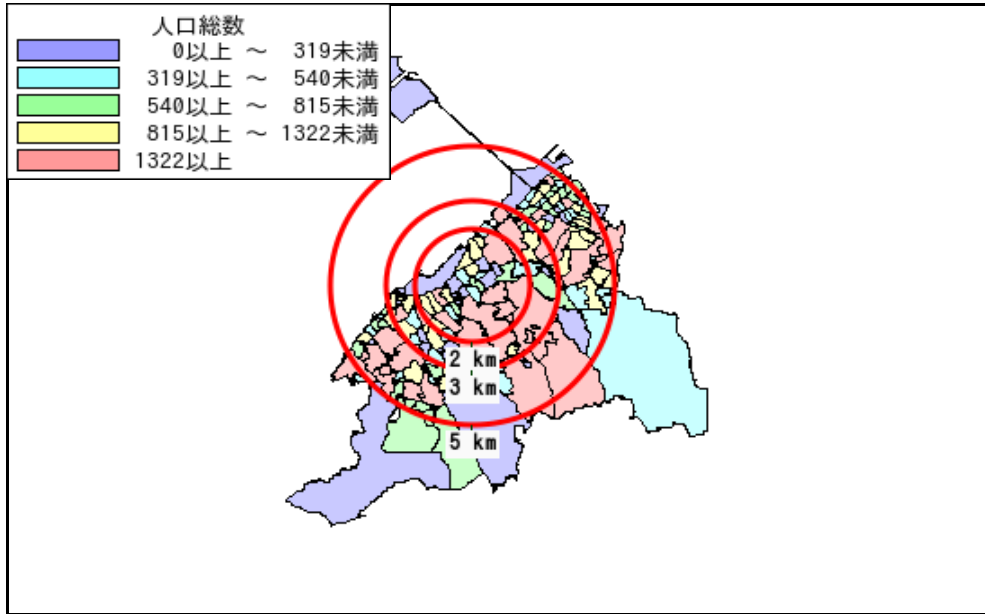 人口総数
0以上 ～ 319未満
319以上 ～ 540未満
540以上 ～ 815未満
815以上 ～ 1322未満
1322以上
2 km
3 km
5 km